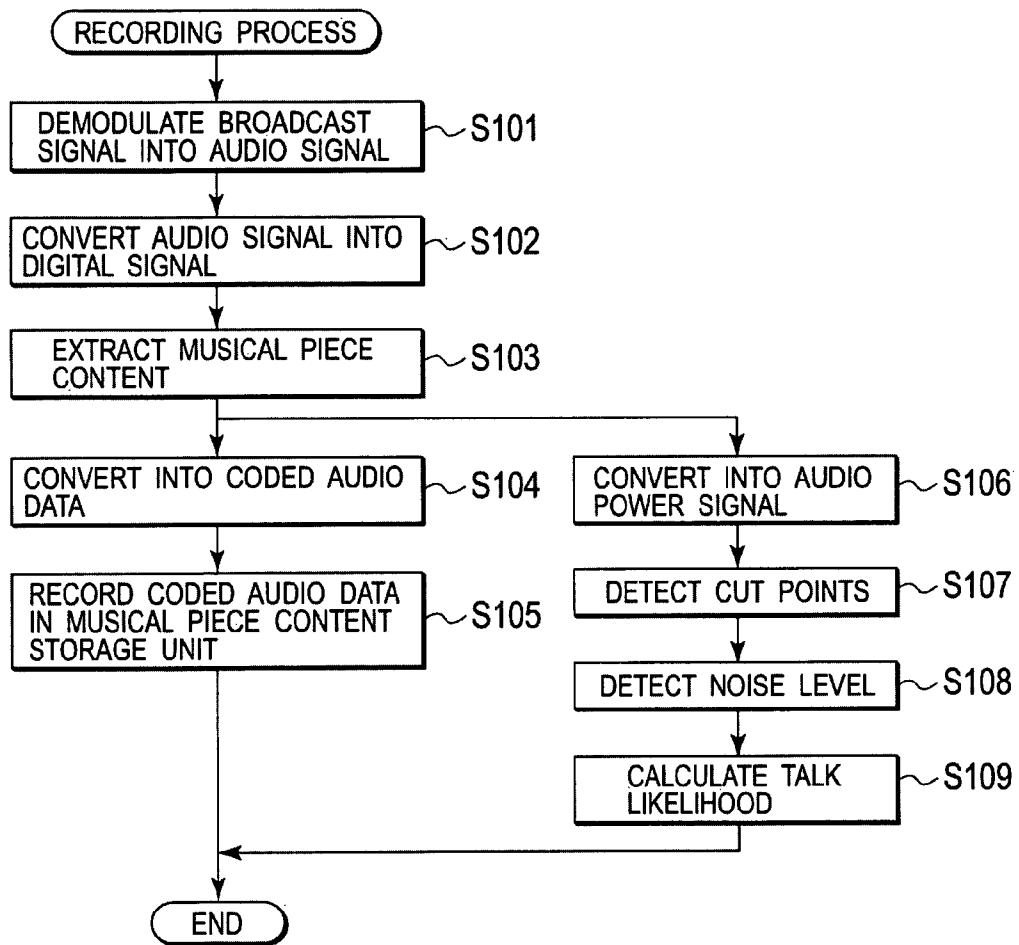 RECORDING PROCESS
DEMODULATE BROADCAST
SIGNAL INTO AUDIO SIGNAL
S101
CONVERT AUDIO SIGNAL INTO
DIGITAL SIGNAL
S102
EXTRACT MUSICAL PIECE
CONTENT
S103
CONVERT INTO CODED AUDIO
DATA
S104
RECORD CODED AUDIO DATA
IN MUSICAL PIECE CONTENT
STORAGE UNIT
S105
CONVERT INTO AUDIO
POWER SIGNAL
S106
DETECT CUT POINTS
S107
DETECT NOISE LEVEL
S108
CALCULATE TALK
LIKELIHOOD
S109
END